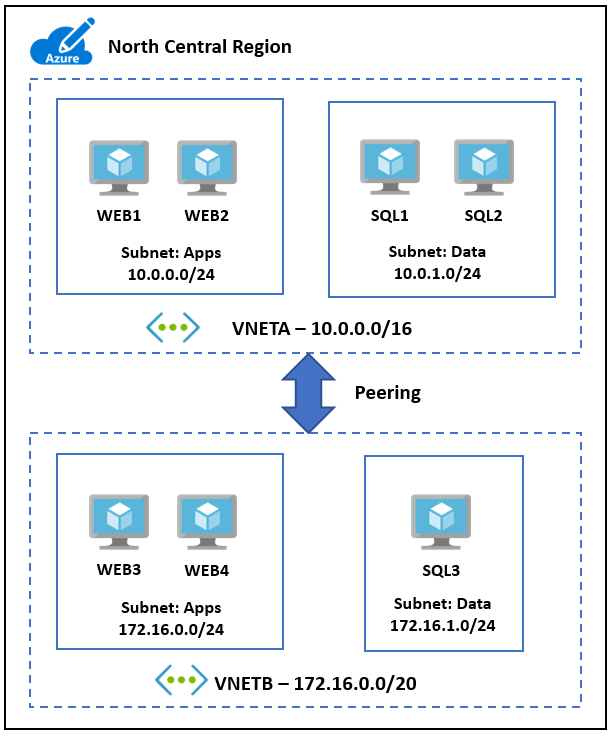 Azure
North Central Region
WEB1
WEB2
SQL1
SQL2
Subnet: Apps
10.0.0.0/24
Subnet: Data
10.0.1.0/24
VNETA – 10.0.0.0/16
Peering
WEB3
WEB4
SQL3
Subnet: Apps
172.16.0.0/24
Subnet: Data
172.16.1.0/24
VNETB – 172.16.0.0/20